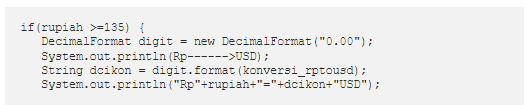 if(rupiah >=135) {
DecimalFormat digit = new DecimalFormat("0.00");
System.out.println(Rp------>USD);
String dcikon = digit.format(konversi_rptousd);
System.out.println("Rp"+rupiah+"="+dcikon+"USD");